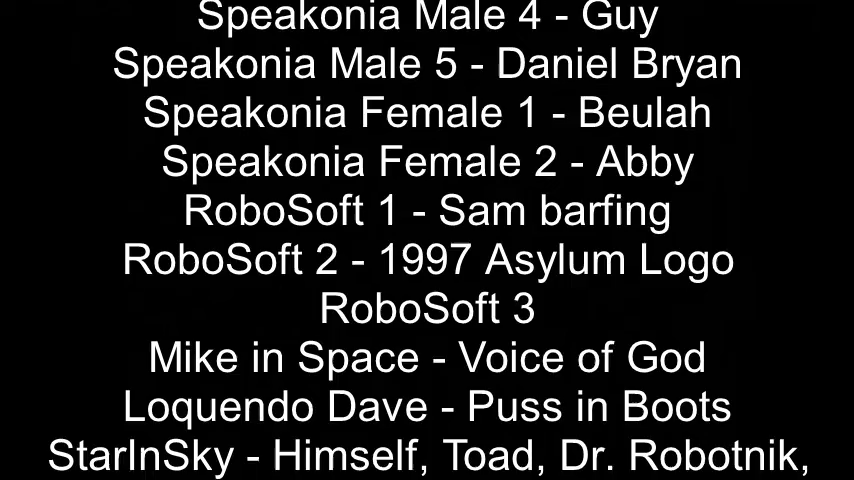 Speakonia Male 4 - Guy
Speakonia Male 5 - Daniel Bryan
Speakonia Female 1 - Beulah
Speakonia Female 2 - Abby
RoboSoft 1 - Sam barfing
RoboSoft 2 - 1997 Asylum Logo
RoboSoft 3
Mike in Space - Voice of God
Loquendo Dave - Puss in Boots
StarInSky - Himself, Toad, Dr. Robotnik,